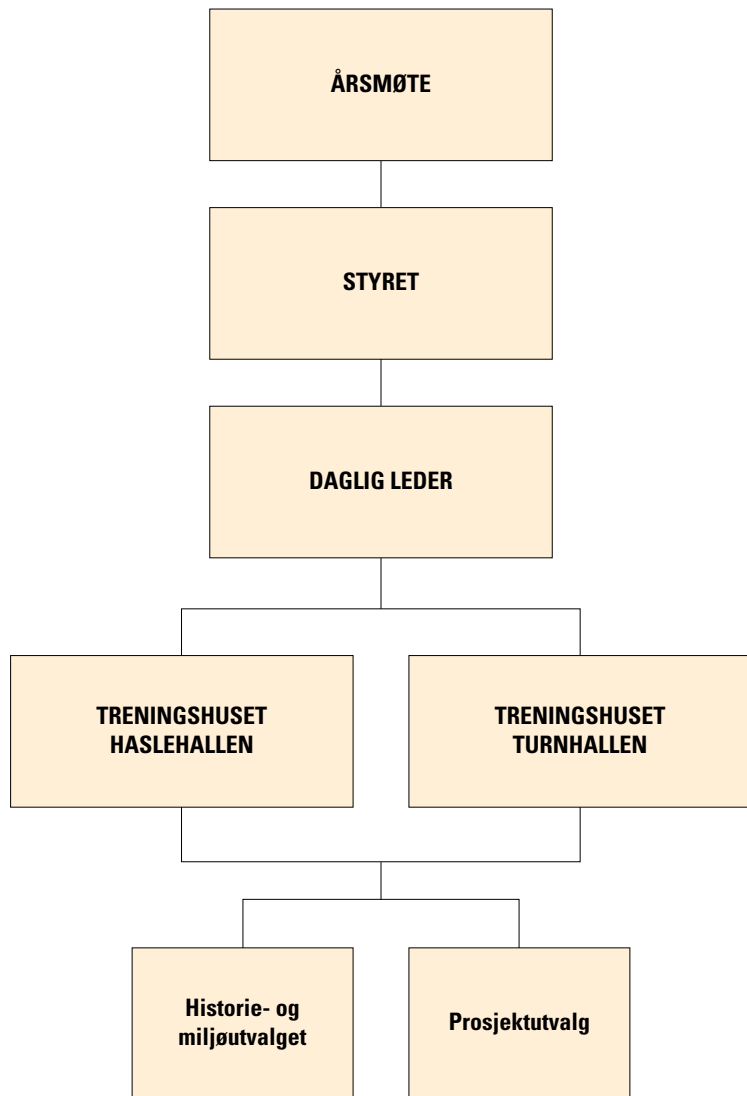 ÅRSMØTE
STYRET
DAGLIG LEDER
TRENINGSHUSET
HASLEHALLEN
TRENINGSHUSET
TURNHALLEN
Historie- og
miljøutvalget
Prosjektutvalg